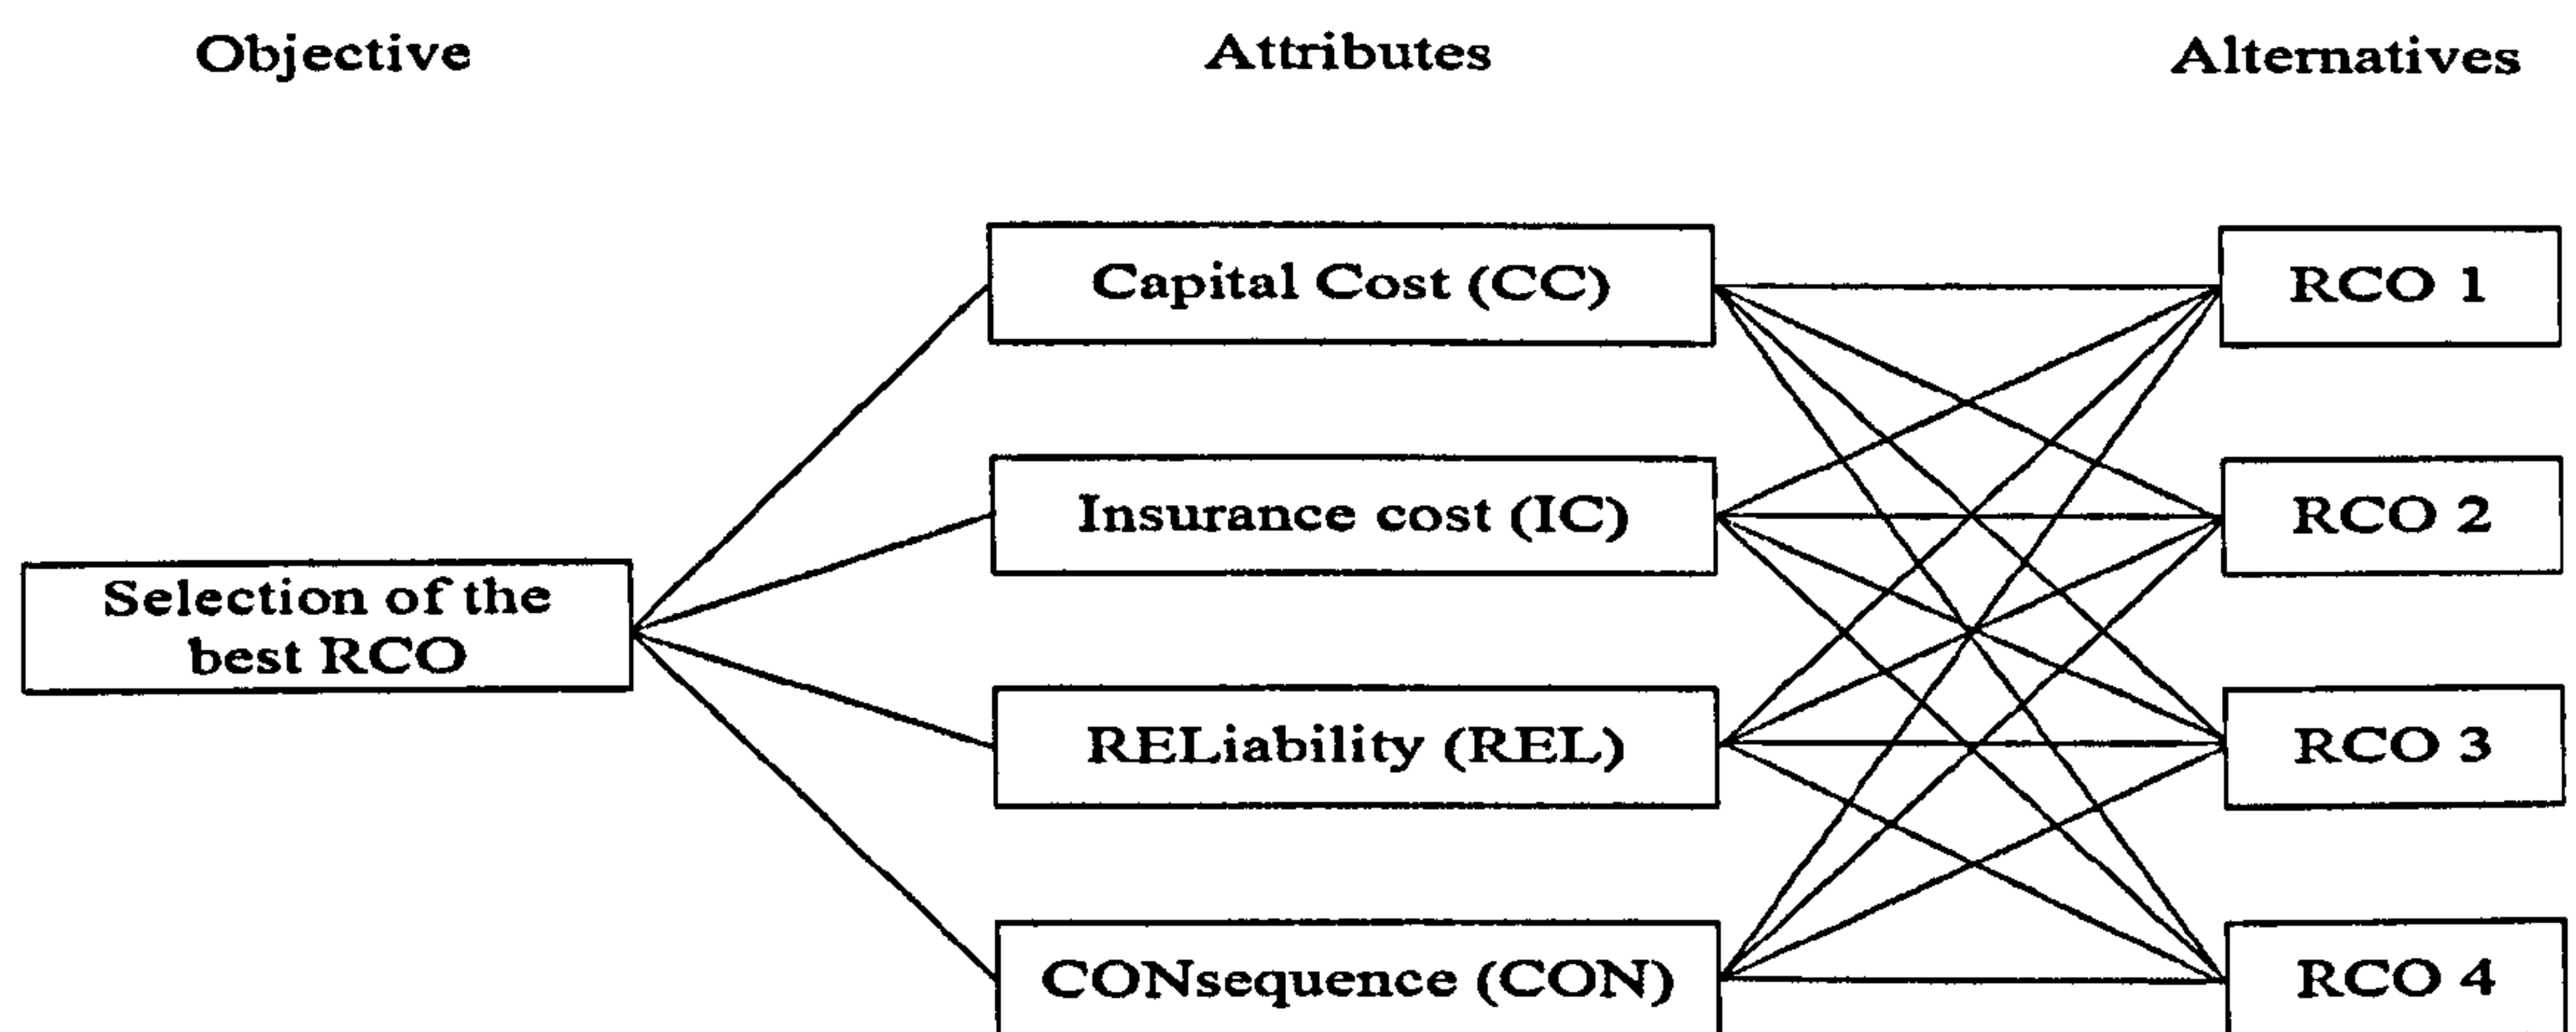 Objective
Attributes
Alternatives
Capital Cost (CC)
RCO 1
Insurance cost (IC)
RCO 2
Selection of the
best RCO
RELiability (REL)
RCO 3
CONsequence (CON)
RCO 4